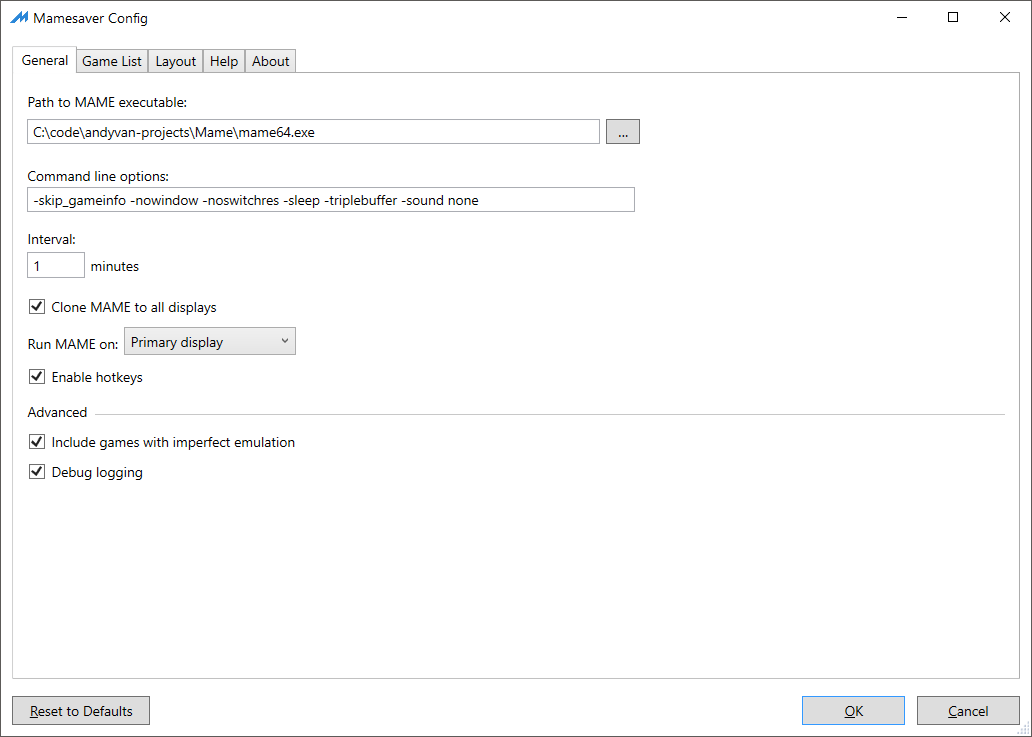 Mamesaver Config
General Game List Layout Help About
Path to MAME executable:
C:\code\andyvan-projects\Mame\mame64.exe ...
Command line options:
-skip_gameinfo -nowindow -noswitchres -sleep -triplebuffer -sound none
Interval:
1 minutes
Clone MAME to all displays
Run MAME on: Primary display
Enable hotkeys
Advanced
Include games with imperfect emulation
Debug logging
Reset to Defaults OK Cancel